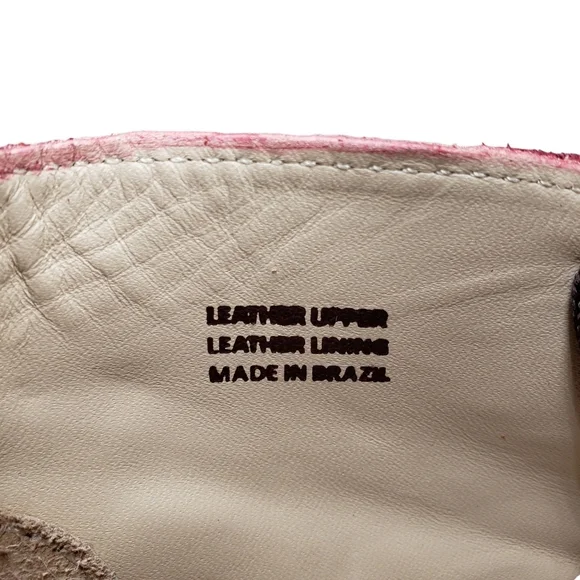 LEATHER UPPER
LEATHER LINING
MADE IN BRAZIL